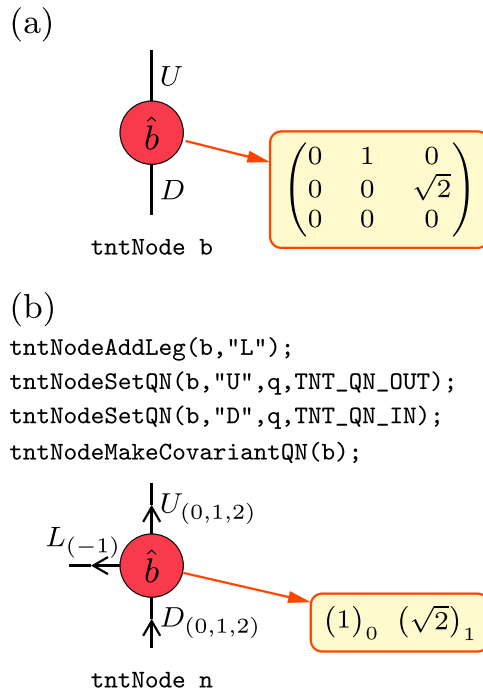 (a)
U
b̂
D
0 1 0
0 0 √2
0 0 0
tntNode b
(b)
tntNodeAddLeg(b,"L");
tntNodeSetQN(b,"U",q,TNT_QN_OUT);
tntNodeSetQN(b,"D",q,TNT_QN_IN);
tntNodeMakeCovariantQN(b);
U(0,1,2)
L(−1)
b̂
D(0,1,2)
(1)₀ (√2)₁
tntNode n